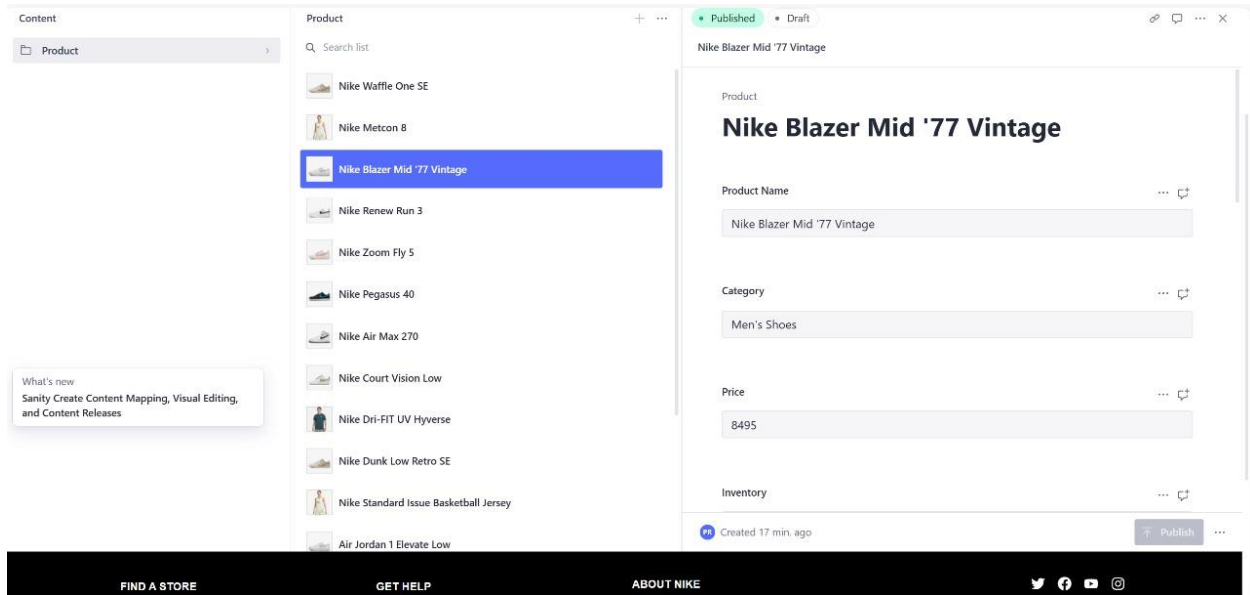 Content
Product
What's new
Sanity Create Content Mapping, Visual Editing,
and Content Releases
Product
Search list
Nike Waffle One SE
Nike Metcon 8
Nike Blazer Mid '77 Vintage
Nike Renew Run 3
Nike Zoom Fly 5
Nike Pegasus 40
Nike Air Max 270
Nike Court Vision Low
Nike Dri-FIT UV Hyverse
Nike Dunk Low Retro SE
Nike Standard Issue Basketball Jersey
Air Jordan 1 Elevate Low
Published Draft
Nike Blazer Mid '77 Vintage
Product
Nike Blazer Mid '77 Vintage
Product Name
Nike Blazer Mid '77 Vintage
Category
Men's Shoes
Price
8495
Inventory
PR Created 17 min. ago
Publish
FIND A STORE GET HELP ABOUT NIKE